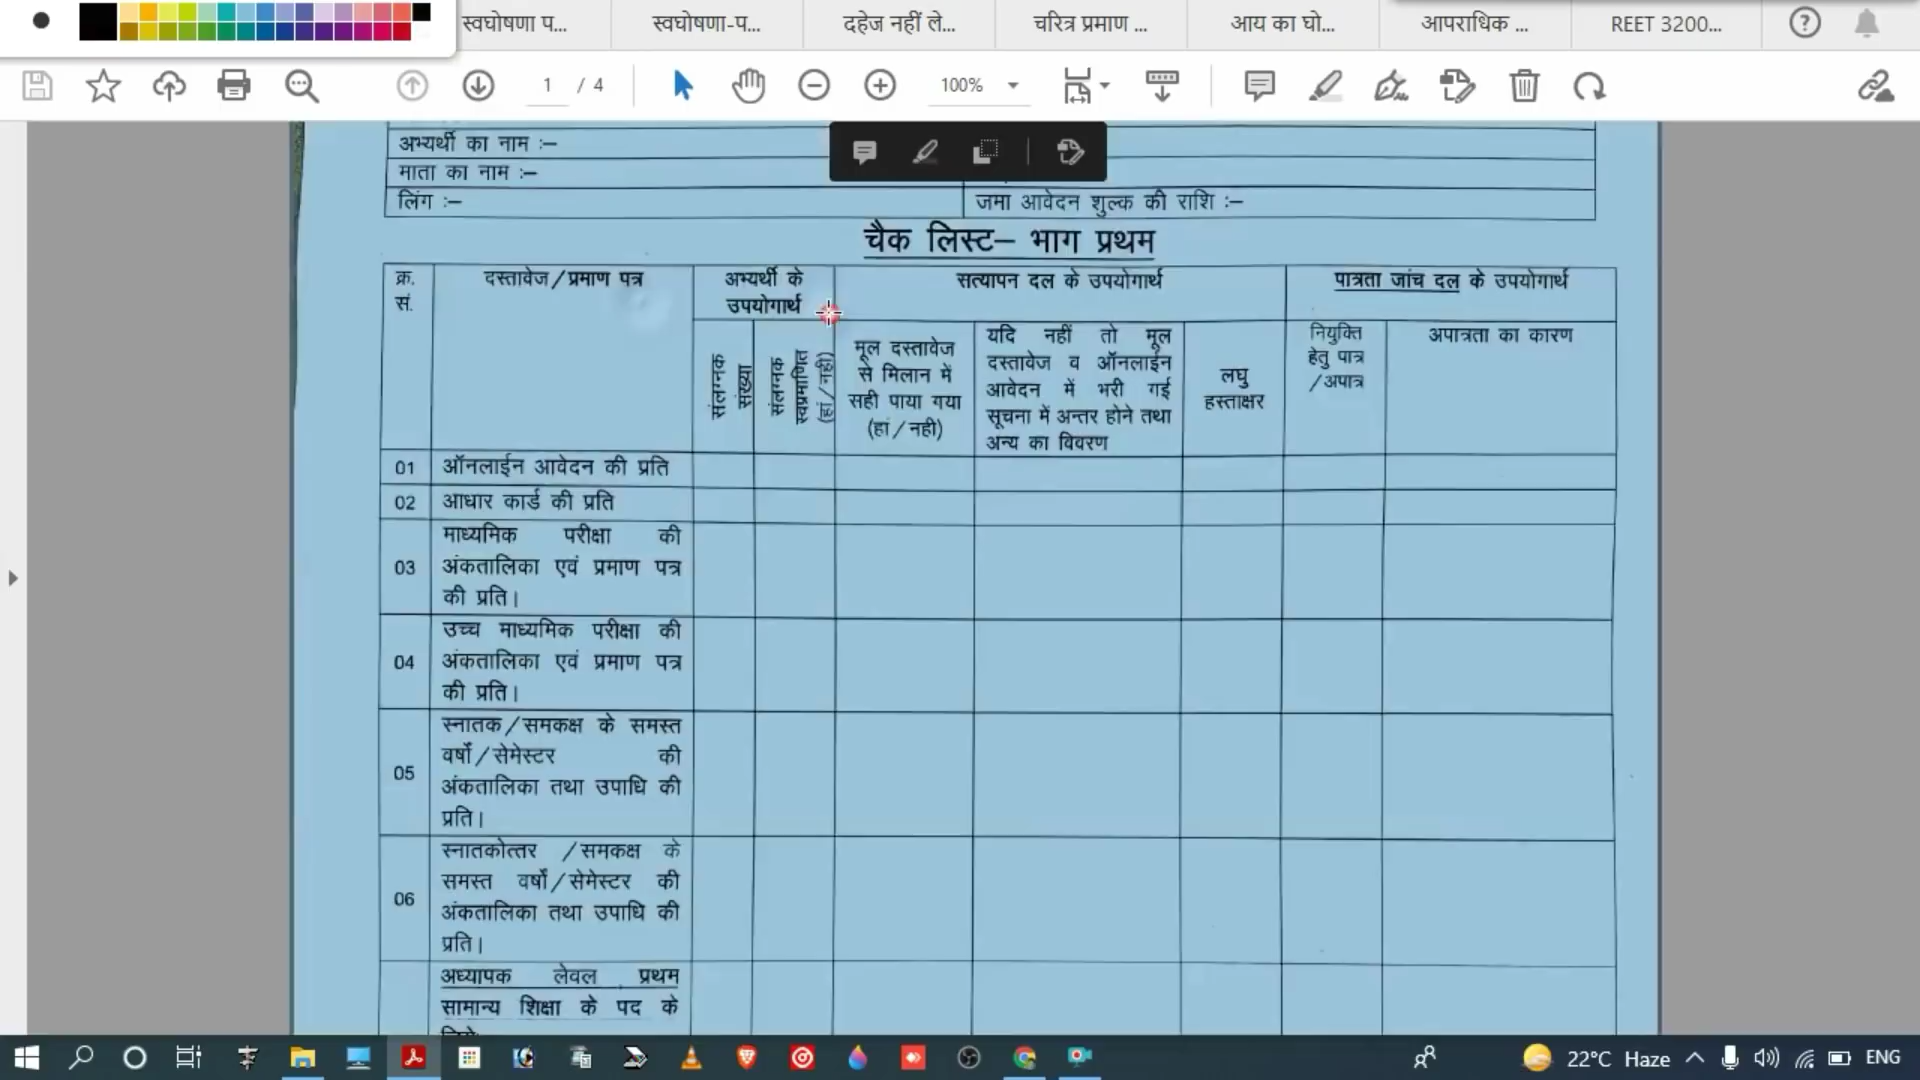 स्वघोषणा प...
स्वघोषणा-प...
दहेज नहीं ले...
चरित्र प्रमाण ...
आय का घो...
आपराधिक ...
REET 3200...
1 / 4
100%
अभ्यर्थी का नाम :–
माता का नाम :–
लिंग :–
जमा आवेदन शुल्क की राशि :–
चैक लिस्ट– भाग प्रथम
क्र.
सं.
दस्तावेज/प्रमाण पत्र
अभ्यर्थी के
उपयोगार्थ
सत्यापन दल के उपयोगार्थ
पात्रता जांच दल के उपयोगार्थ
संलग्नक
संख्या
संलग्नक
स्वप्रमाणित
(हां/नहीं)
मूल दस्तावेज
से मिलान में
सही पाया गया
(हां/नही)
यदि नहीं तो मूल
दस्तावेज व ऑनलाईन
आवेदन में भरी गई
सूचना में अन्तर होने तथा
अन्य का विवरण
लघु
हस्ताक्षर
नियुक्ति
हेतु पात्र
/अपात्र
अपात्रता का कारण
01 ऑनलाईन आवेदन की प्रति
02 आधार कार्ड की प्रति
माध्यमिक परीक्षा की
03 अंकतालिका एवं प्रमाण पत्र
की प्रति।
उच्च माध्यमिक परीक्षा की
04 अंकतालिका एवं प्रमाण पत्र
की प्रति।
स्नातक/समकक्ष के समस्त
वर्षों/सेमेस्टर की
05 अंकतालिका तथा उपाधि की
प्रति।
स्नातकोत्तर /समकक्ष के
समस्त वर्षों/सेमेस्टर की
06 अंकतालिका तथा उपाधि की
प्रति।
अध्यापक लेवल प्रथम
सामान्य शिक्षा के पद के
22°C Haze
ENG